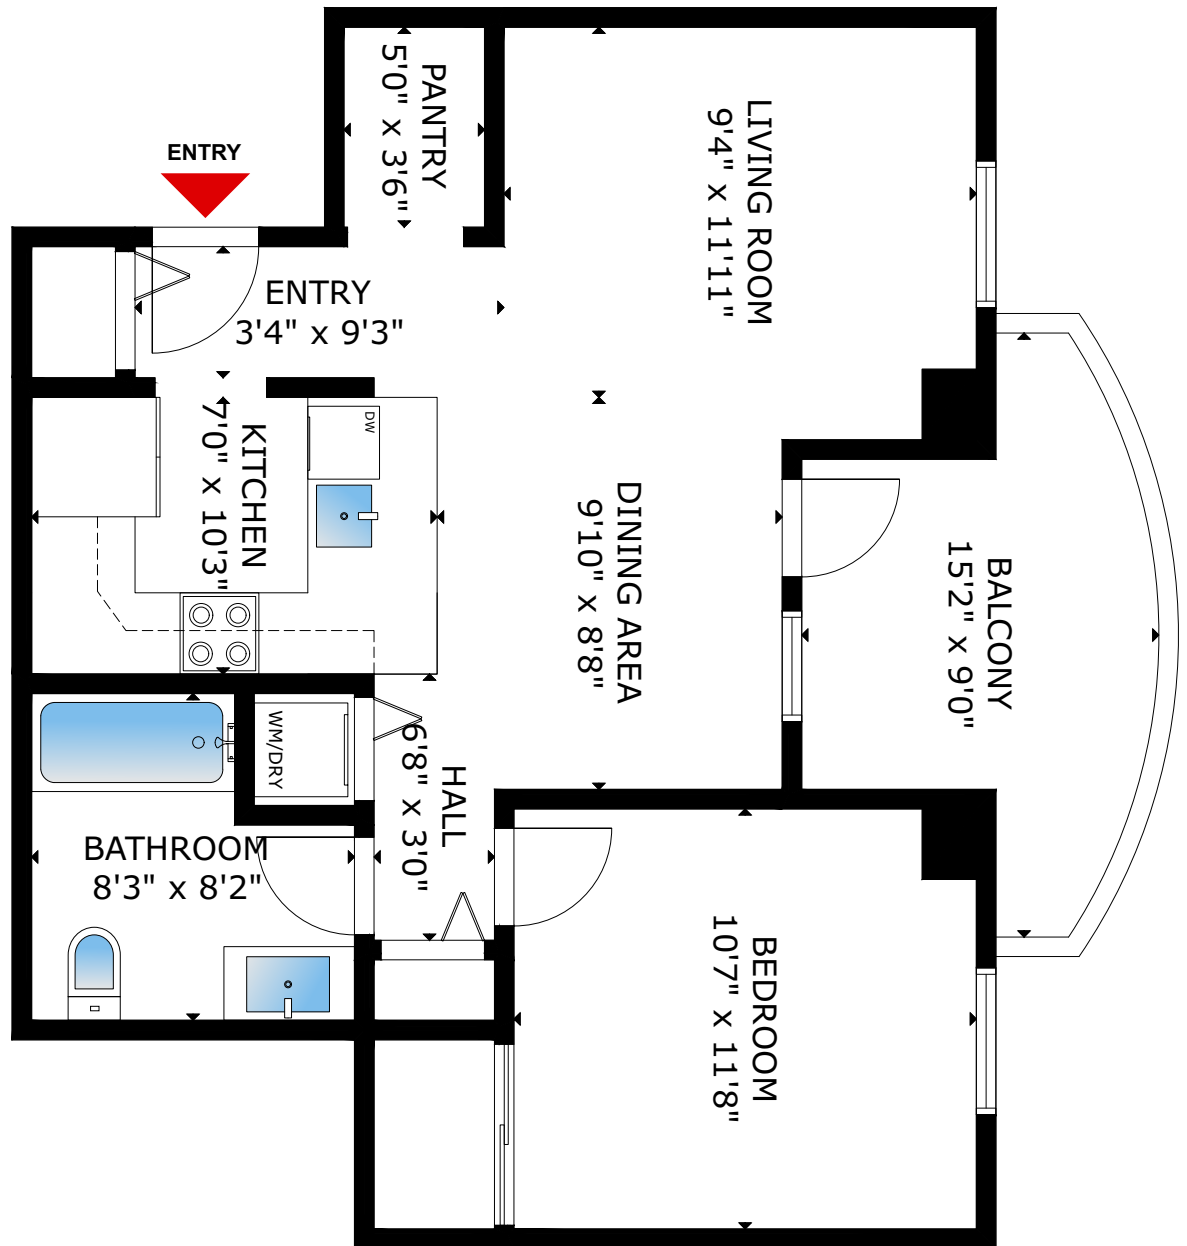 PANTRY
5'0" x 3'6"
LIVING ROOM
9'4" x 11'11"
ENTRY
ENTRY
3'4" x 9'3"
KITCHEN
7'0" x 10'3"
DW
DINING AREA
9'10" x 8'8"
BALCONY
15'2" x 9'0"
WM/DRY
HALL
6'8" x 3'0"
BATHROOM
8'3" x 8'2"
BEDROOM
10'7" x 11'8"